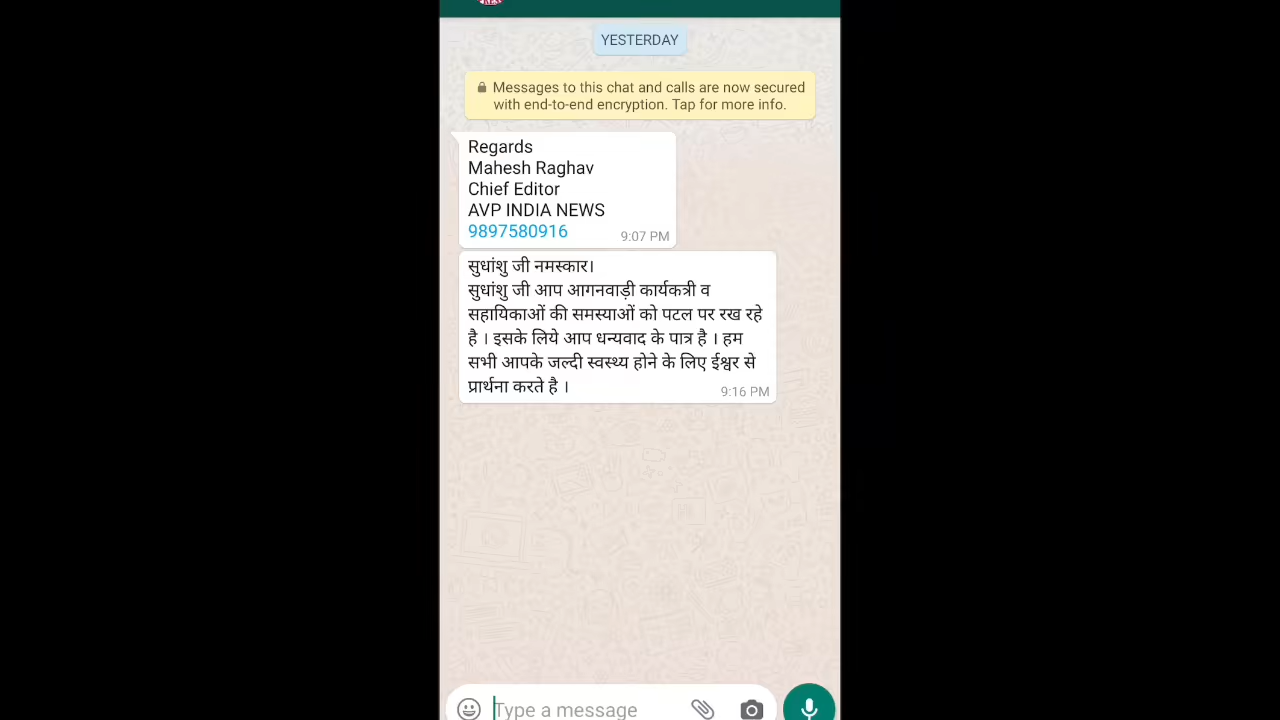 YESTERDAY
Messages to this chat and calls are now secured
with end-to-end encryption. Tap for more info.
Regards
Mahesh Raghav
Chief Editor
AVP INDIA NEWS
9897580916
9:07 PM
सुधांशु जी नमस्कार।
सुधांशु जी आप आगनवाड़ी कार्यकत्री व
सहायिकाओं की समस्याओं को पटल पर रख रहे
है । इसके लिये आप धन्यवाद के पात्र है । हम
सभी आपके जल्दी स्वस्थ्य होने के लिए ईश्वर से
प्रार्थना करते है ।
9:16 PM
Type a message